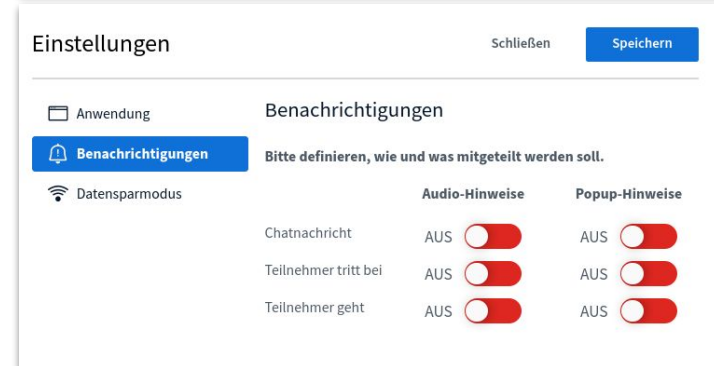 Einstellungen
Schließen
Speichern
Anwendung
Benachrichtigungen
Datensparmodus
Benachrichtigungen
Bitte definieren, wie und was mitgeteilt werden soll.
Audio-Hinweise Popup-Hinweise
Chatnachricht AUS AUS
Teilnehmer tritt bei AUS AUS
Teilnehmer geht AUS AUS